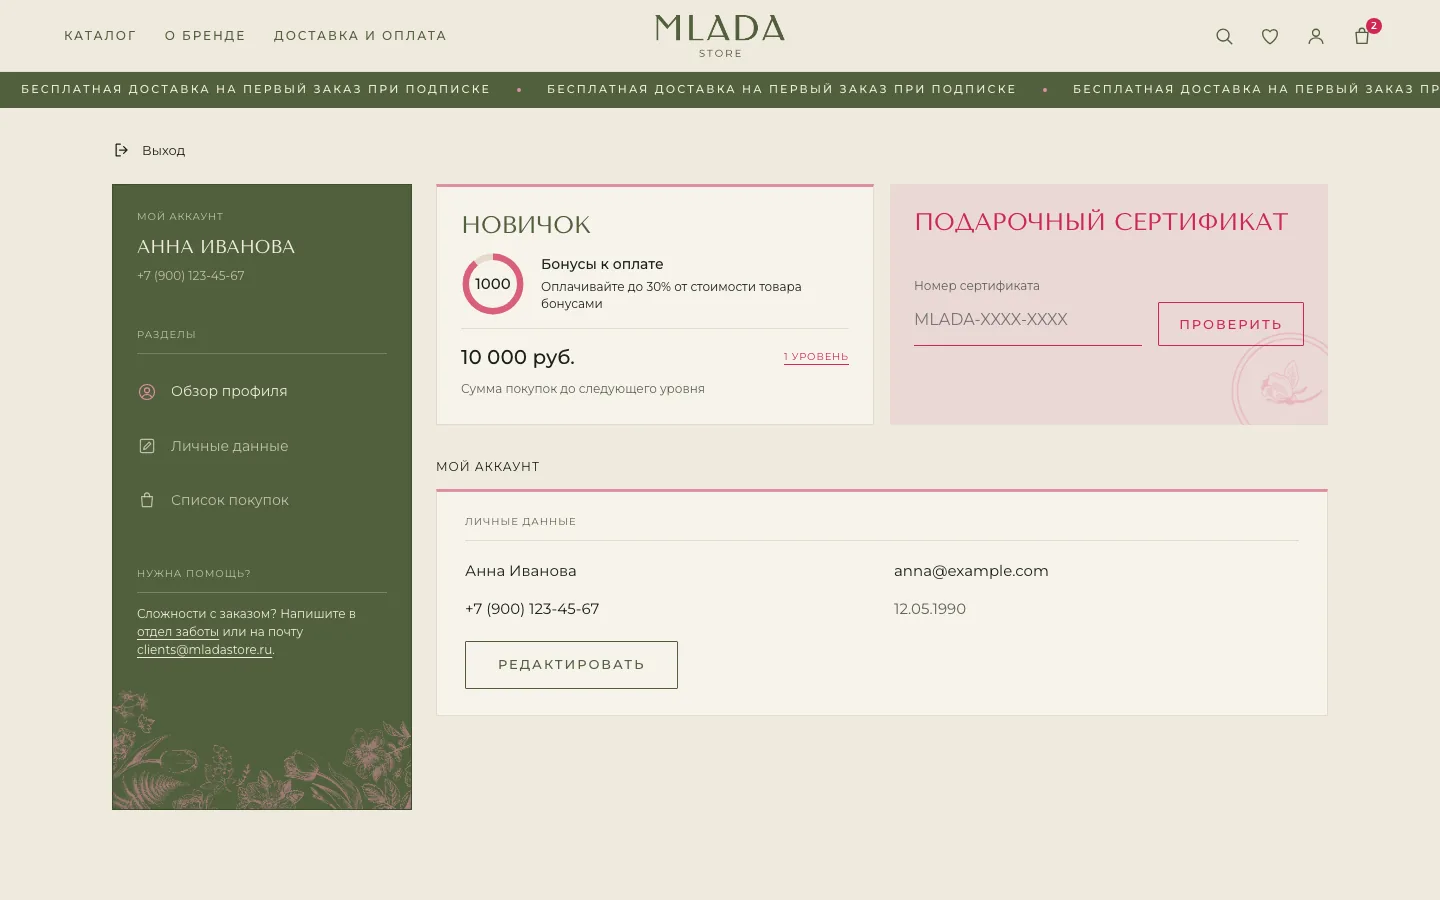 КАТАЛОГ О БРЕНДЕ ДОСТАВКА И ОПЛАТА
MLADA
STORE
2
БЕСПЛАТНАЯ ДОСТАВКА НА ПЕРВЫЙ ЗАКАЗ ПРИ ПОДПИСКЕ • БЕСПЛАТНАЯ ДОСТАВКА НА ПЕРВЫЙ ЗАКАЗ ПРИ ПОДПИСКЕ • БЕСПЛАТНАЯ ДОСТАВКА НА ПЕРВЫЙ ЗАКАЗ ПР
Выход
МОЙ АККАУНТ
АННА ИВАНОВА
+7 (900) 123-45-67
РАЗДЕЛЫ
Обзор профиля
Личные данные
Список покупок
НУЖНА ПОМОЩЬ?
Сложности с заказом? Напишите в
отдел заботы или на почту
clients@mladastore.ru.
НОВИЧОК
1000
Бонусы к оплате
Оплачивайте до 30% от стоимости товара
бонусами
10 000 руб.
1 УРОВЕНЬ
Сумма покупок до следующего уровня
ПОДАРОЧНЫЙ СЕРТИФИКАТ
Номер сертификата
MLADA-XXXX-XXXX
ПРОВЕРИТЬ
МОЙ АККАУНТ
ЛИЧНЫЕ ДАННЫЕ
Анна Иванова
anna@example.com
+7 (900) 123-45-67
12.05.1990
РЕДАКТИРОВАТЬ